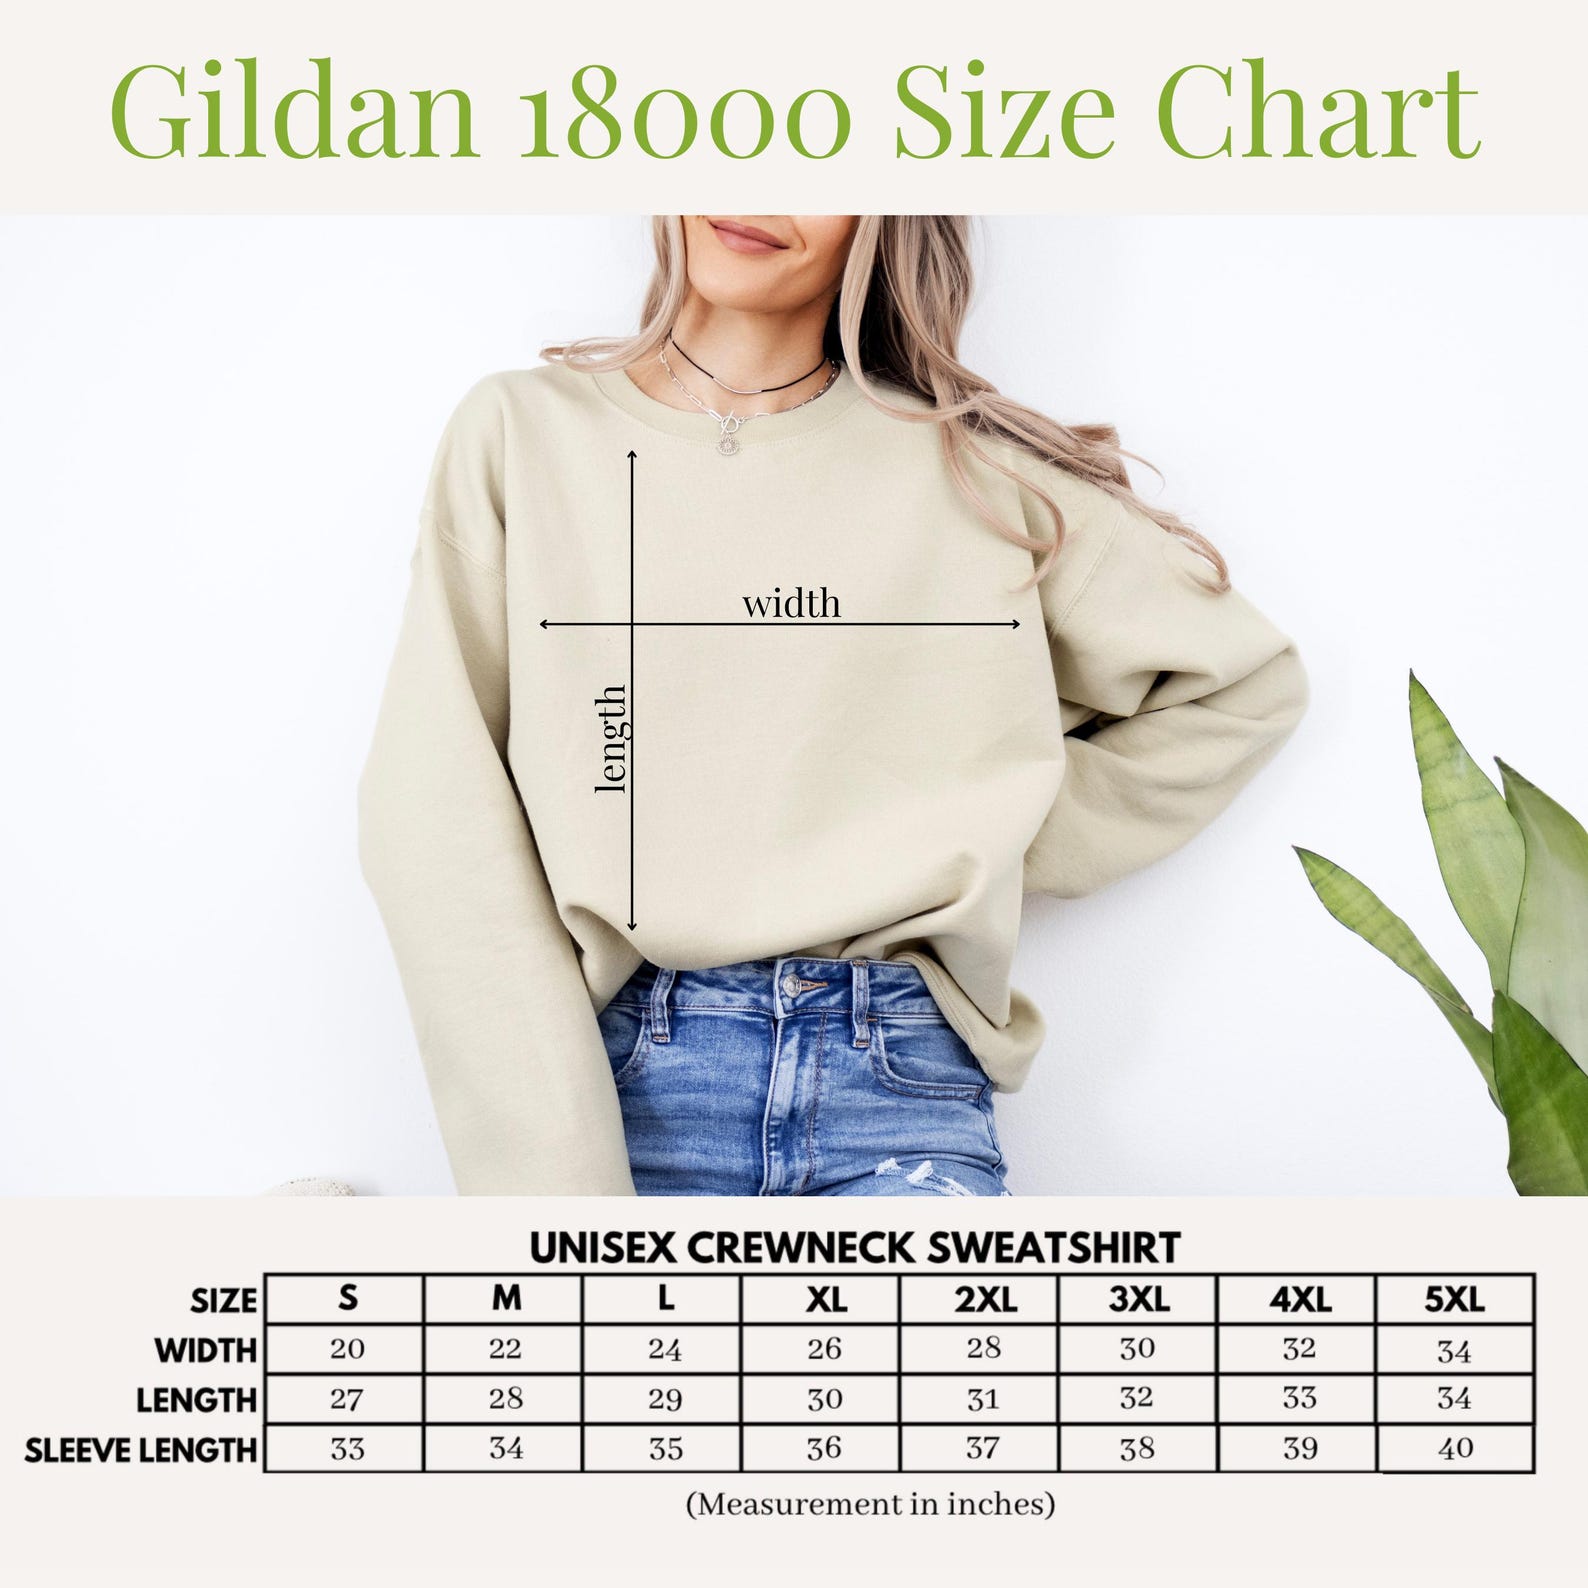 Gildan 18000 Size Chart
width
length
UNISEX CREWNECK SWEATSHIRT
SIZE S M L XL 2XL 3XL 4XL 5XL
WIDTH 20 22 24 26 28 30 32 34
LENGTH 27 28 29 30 31 32 33 34
SLEEVE LENGTH 33 34 35 36 37 38 39 40
(Measurement in inches)